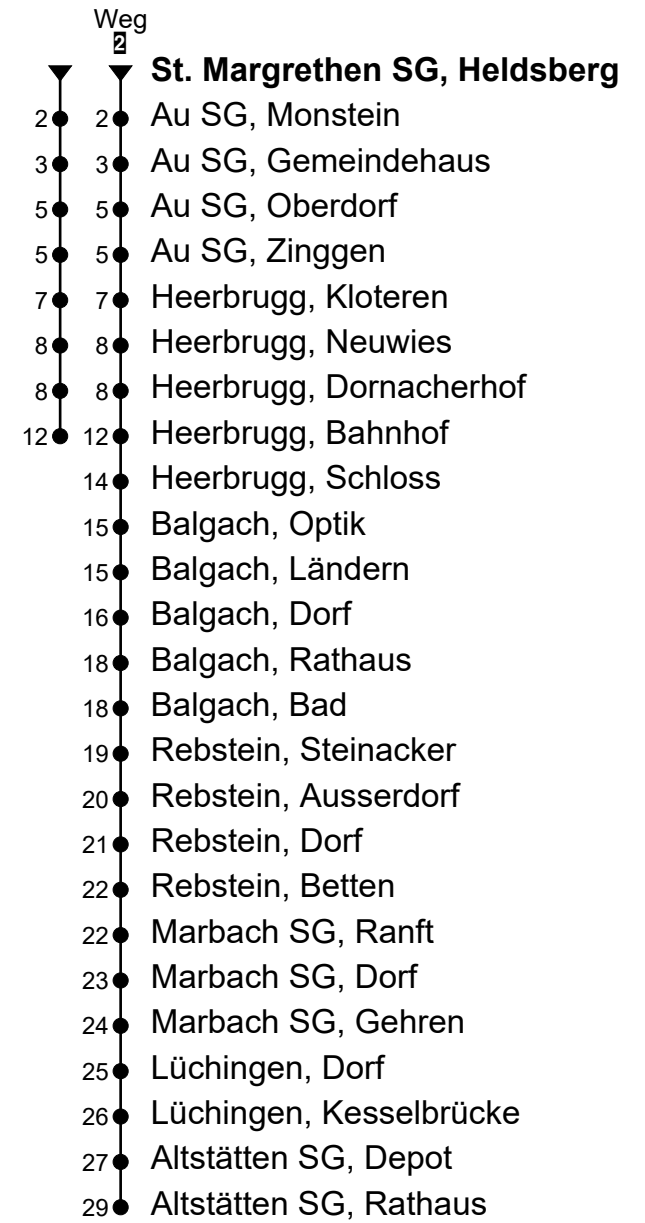 Weg
2
St. Margrethen SG, Heldsberg
2 2 Au SG, Monstein
3 3 Au SG, Gemeindehaus
5 5 Au SG, Oberdorf
5 5 Au SG, Zinggen
7 7 Heerbrugg, Kloteren
8 8 Heerbrugg, Neuwies
8 8 Heerbrugg, Dornacherhof
12 12 Heerbrugg, Bahnhof
14 Heerbrugg, Schloss
15 Balgach, Optik
15 Balgach, Ländern
16 Balgach, Dorf
18 Balgach, Rathaus
18 Balgach, Bad
19 Rebstein, Steinacker
20 Rebstein, Ausserdorf
21 Rebstein, Dorf
22 Rebstein, Betten
22 Marbach SG, Ranft
23 Marbach SG, Dorf
24 Marbach SG, Gehren
25 Lüchingen, Dorf
26 Lüchingen, Kesselbrücke
27 Altstätten SG, Depot
29 Altstätten SG, Rathaus